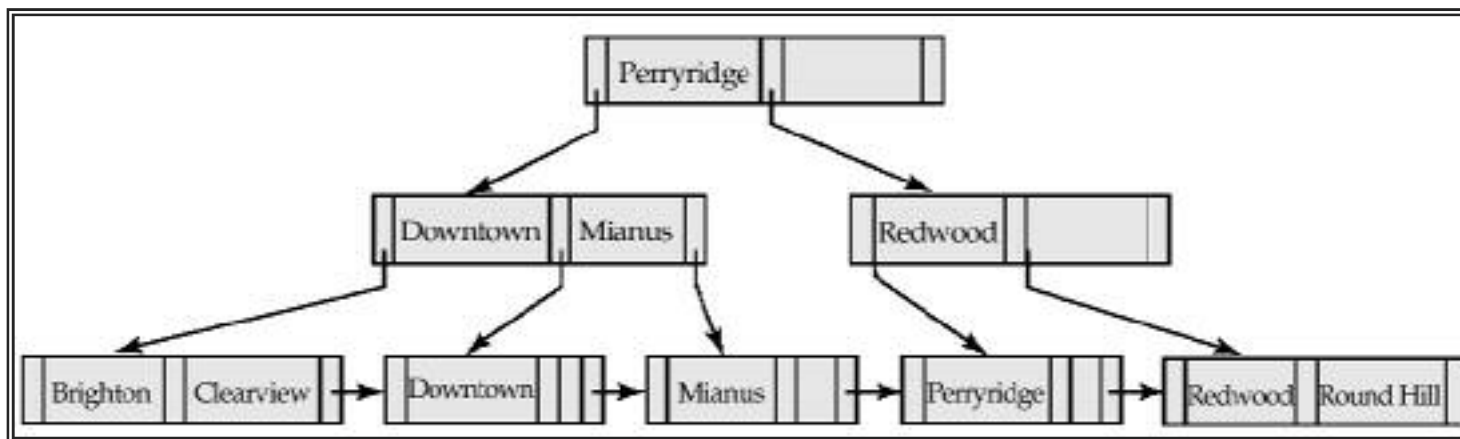 Perryridge
Downtown Mianus
Redwood
Brighton Clearview
Downtown
Mianus
Perryridge
Redwood Round Hill